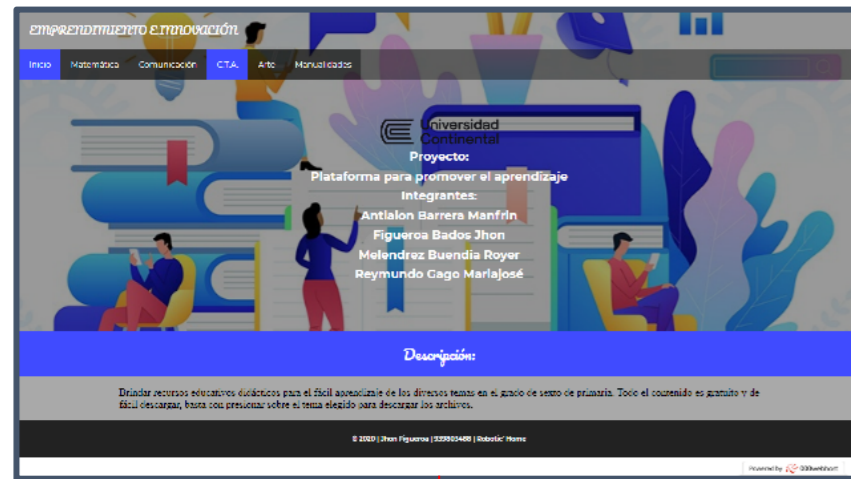 EMPRENDIMIENTO E INNOVACIÓN
Inicio Matemática Comunicación C.T.A. Arte Manualidades
Universidad
Continental
Proyecto:
Plataforma para promover el aprendizaje
Integrantes:
Antialon Barrera Manfrin
Figueroa Bados Jhon
Melendrez Buendia Royer
Reymundo Gago Mariajosé
Descripción:
Brindar recursos educativos didácticos para el fácil aprendizaje de los diversos temas en el grado de sexto de primaria. Todo el contenido es gratuito y de
fácil descargar, basta con presionar sobre el tema elegido para descargar los archivos.
© 2020 | Jhon Figueroa | 939803488 | Robotic' Home
Powered by 000webhost